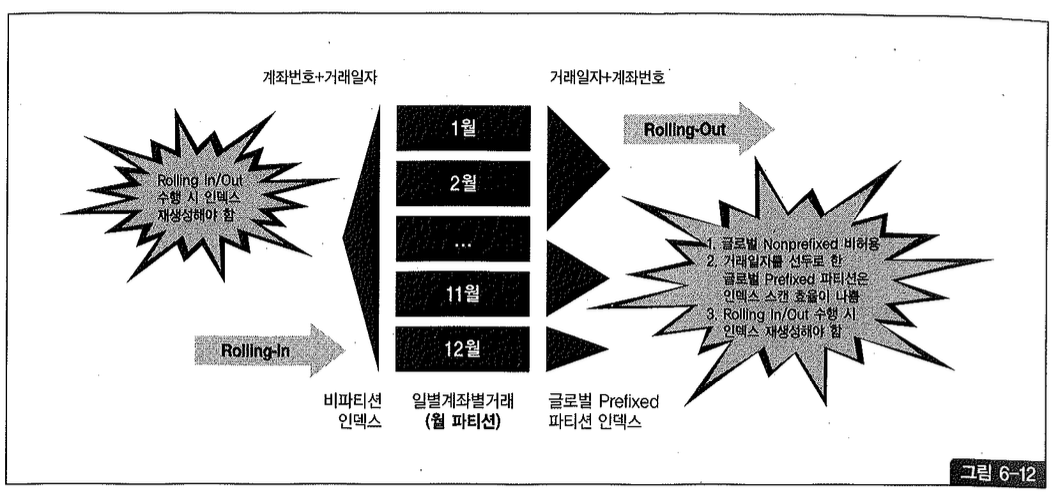 계좌번호+거래일자
거래일자+계좌번호
Rolling In/Out
수행 시 인덱스
재생성해야 함
1월
2월
...
11월
12월
Rolling-Out
1. 글로벌 Nonprefixed 비허용
2. 거래일자를 선두로 한
글로벌 Prefixed 파티션은
인덱스 스캔 효율이 나쁨
3. Rolling In/Out 수행 시
인덱스 재생성해야 함
Rolling-In
비파티션
인덱스
일별계좌별거래
(월 파티션)
글로벌 Prefixed
파티션 인덱스
그림 6-12